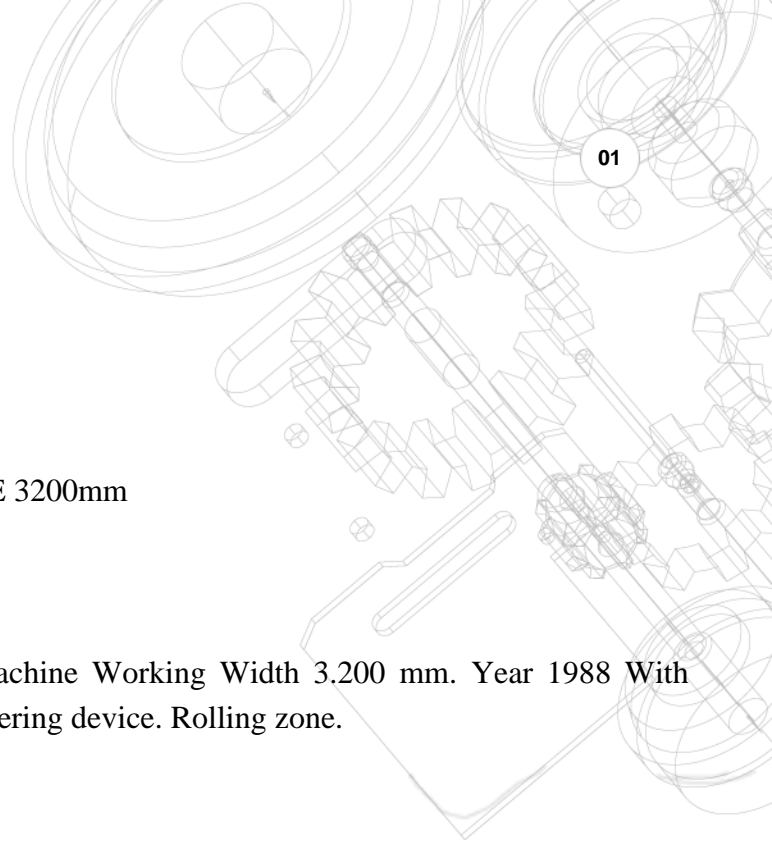 01
E 3200mm
achine Working Width 3.200 mm. Year 1988 With
ering device. Rolling zone.